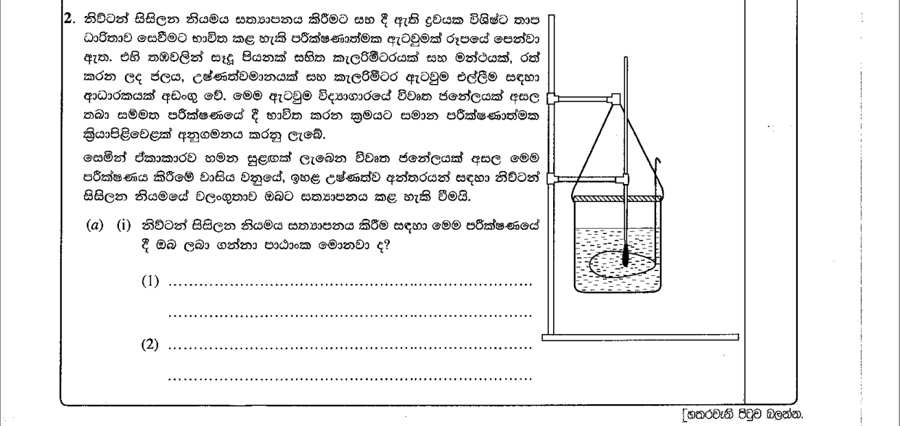 2. නිව්ටන් සිසිලන නියමය සත්‍යාපනය කිරීමට සහ දී ඇති ද්‍රවයක විශිෂ්ට තාප
ධාරිතාව සෙවීමට භාවිත කළ හැකි පරීක්ෂණාත්මක ඇටවුමක් රූපයේ පෙන්වා
ඇත. එහි තඹවලින් සෑදූ පියනක් සහිත කැලරිමීටරයක් සහ මන්ථයක්, රත්
කරන ලද ජලය, උෂ්ණත්වමානයක් සහ කැලරිමීටර ඇටවුම එල්ලීම සඳහා
ආධාරකයක් අඩංගු වේ. මෙම ඇටවුම විද්‍යාගාරයේ විවෘත ජනේලයක් අසල
තබා සම්මත පරීක්ෂණයේ දී භාවිත කරන ක්‍රමයට සමාන පරීක්ෂණාත්මක
ක්‍රියාපිළිවෙළක් අනුගමනය කරනු ලැබේ.
සෙමින් ඒකාකාරව හමන සුළඟක් ලැබෙන විවෘත ජනේලයක් අසල මෙම
පරීක්ෂණය කිරීමේ වාසිය වනුයේ, ඉහළ උෂ්ණත්ව අන්තරයන් සඳහා නිව්ටන්
සිසිලන නියමයේ වලංගුතාව ඔබට සත්‍යාපනය කළ හැකි වීමයි.
(a) (i) නිව්ටන් සිසිලන නියමය සත්‍යාපනය කිරීම සඳහා මෙම පරීක්ෂණයේ
දී ඔබ ලබා ගන්නා පාඨාංක මොනවා ද?
(1) ................................................................
................................................................
(2) ................................................................
................................................................
[හතරවැනි පිටුව බලන්න.